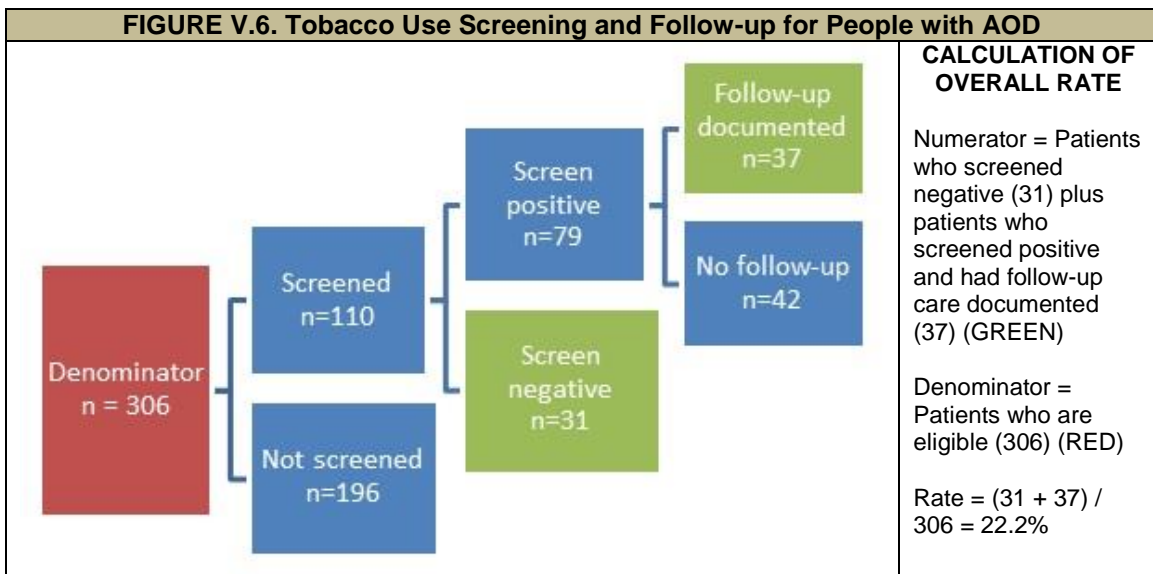 FIGURE V.6. Tobacco Use Screening and Follow-up for People with AOD
Denominator
n = 306
Screened
n=110
Not screened
n=196
Screen
positive
n=79
Screen
negative
n=31
Follow-up
documented
n=37
No follow-up
n=42
CALCULATION OF
OVERALL RATE
Numerator = Patients
who screened
negative (31) plus
patients who
screened positive
and had follow-up
care documented
(37) (GREEN)
Denominator =
Patients who are
eligible (306) (RED)
Rate = (31 + 37) /
306 = 22.2%